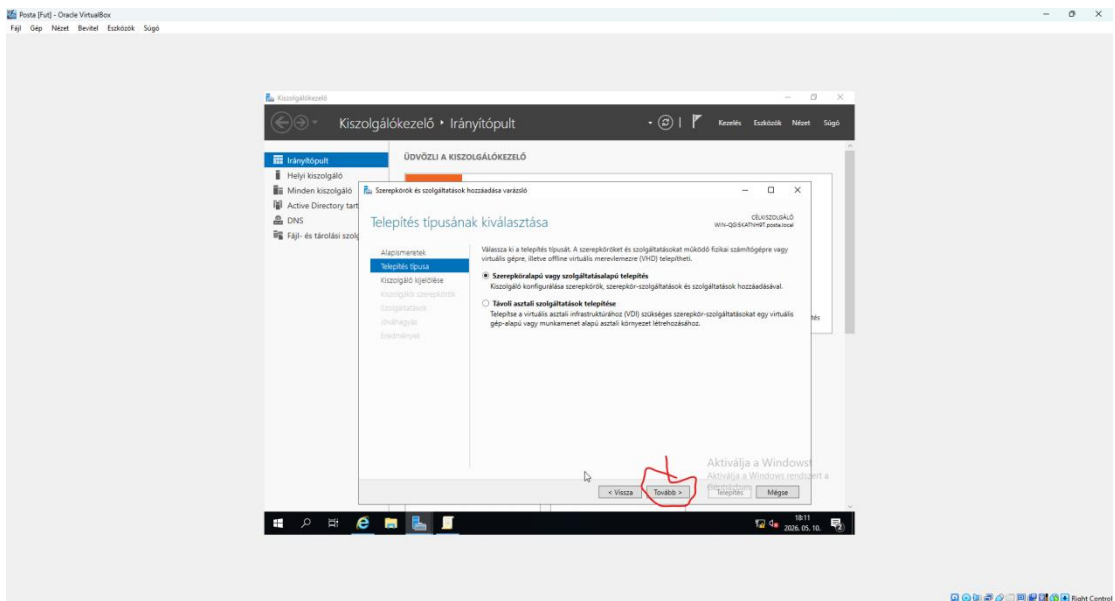 Posta [Fut] - Oracle VirtualBox
Fájl Gép Nézet Bevitel Eszközök Súgó
Kiszolgálókezelő
Kiszolgálókezelő • Irányítópult
Kezelés Eszközök Nézet Súgó
Irányítópult
Helyi kiszolgáló
Minden kiszolgáló
Active Directory tart
DNS
Fájl- és tárolási szolg
ÜDVÖZLI A KISZOLGÁLÓKEZELŐ
Szerepkörök és szolgáltatások hozzáadása varázsló
Telepítés típusának kiválasztása
CÉLKISZOLGÁLÓ
Alapismeretek
Telepítés típusa
Kiszolgáló kijelölése
Kiszolgálói szerepkörök
Szolgáltatások
Jóváhagyás
Eredmények
Válassza ki a telepítés típusát. A szerepköröket és szolgáltatásokat működő fizikai számítógépre vagy
virtuális gépre, illetve offline virtuális merevlemezre (VHD) telepítheti.
Szerepköralapú vagy szolgáltatásalapú telepítés
Kiszolgáló konfigurálása szerepkörök, szerepkör-szolgáltatások és szolgáltatások hozzáadásával.
Távoli asztali szolgáltatások telepítése
Telepítse a virtuális asztali infrastruktúrához (VDI) szükséges szerepkör-szolgáltatásokat egy virtuális
gép-alapú vagy munkamenet alapú asztali környezet létrehozásához.
tés
Aktiválja a Windowst
Aktiválja a Windows rendszert a
< Vissza Tovább > Telepítés Mégse
18:11
2026. 05. 10.
2
Right Control